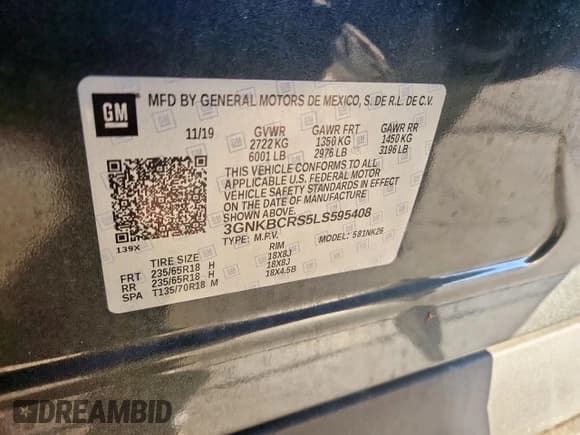 GM
MFD BY GENERAL MOTORS DE MEXICO, S. DE R.L. DE C.V.
11/19 GVWR GAWR FRT GAWR RR
2722 KG 1350 KG 1450 KG
6001 LB 2976 LB 3196 LB
THIS VEHICLE CONFORMS TO ALL
APPLICABLE U.S. FEDERAL MOTOR
VEHICLE SAFETY STANDARDS IN EFFECT
ON THE DATE OF MANUFACTURE
SHOWN ABOVE.
3GNKBCRS5LS595408
TYPE: M.P.V. 581NK26
139X
TIRE SIZE RIM
FRT 235/65R18 H 18X8J
RR 235/65R18 H 18X8J
SPA T135/70R18 M 18X4.5B
DREAMBID